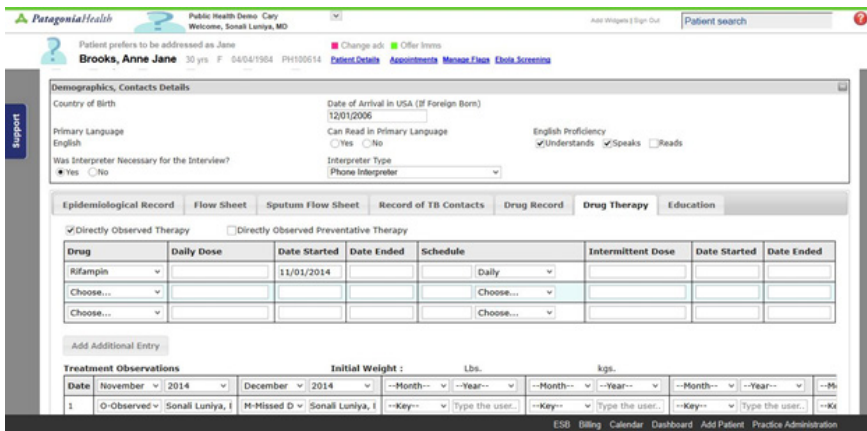 PatagoniaHealth
Public Health Demo Cary
Welcome, Sonali Luniya, MD
Add Widgets | Sign Out
Patient search
Patient prefers to be addressed as Jane
Change add Offer Imms
Brooks, Anne Jane 30 yrs F 04/04/1984 PH100614 Patient Details Appointments Manage Flags Ebola Screening
Support
Demographics, Contacts Details
Country of Birth Date of Arrival in USA (If Foreign Born)
12/01/2006
Primary Language Can Read in Primary Language English Proficiency
English Yes No Understands Speaks Reads
Was Interpreter Necessary for the Interview? Interpreter Type
Yes No Phone Interpreter
Epidemiological Record Flow Sheet Sputum Flow Sheet Record of TB Contacts Drug Record Drug Therapy Education
Directly Observed Therapy Directly Observed Preventative Therapy
Drug Daily Dose Date Started Date Ended Schedule Intermittent Dose Date Started Date Ended
Rifampin 11/01/2014 Daily
Choose... Choose...
Choose... Choose...
Add Additional Entry
Treatment Observations Initial Weight : Lbs. kgs.
Date November 2014 December 2014 --Month-- --Year-- --Month-- --Year-- --Month-- --Year-- --M
1 O-Observed Sonali Luniya, M-Missed D Sonali Luniya, --Key-- Type the user.. --Key-- Type the user.. --Key-- Type the user.. --Ke
ESB Billing Calendar Dashboard Add Patient Practice Administration